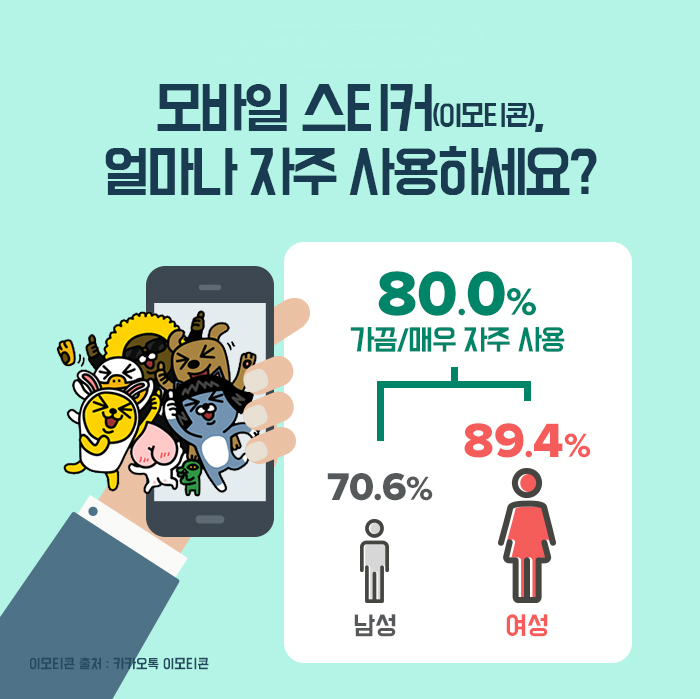 모바일 스티커(이모티콘),
얼마나 자주 사용하세요?
80.0%
가끔/매우 자주 사용
89.4%
70.6%
남성
여성
이모티콘 출처 : 카카오톡 이모티콘